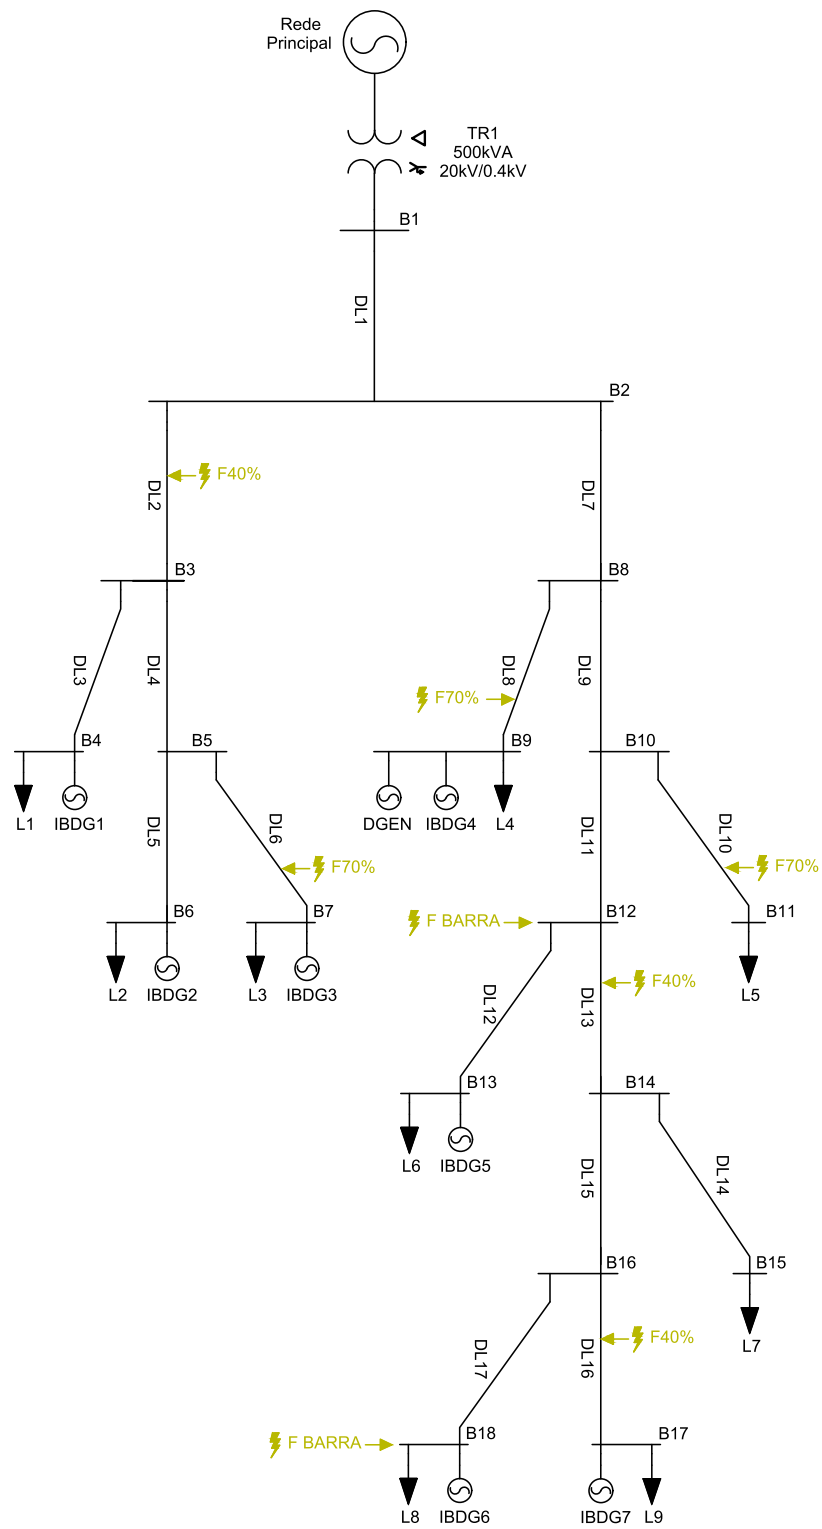 Rede
Principal
TR1
500kVA
20kV/0.4kV
B1
DL1
B2
F40%
DL2
DL7
B3
B8
DL3
DL4
DL8
DL9
F70%
B4
B5
B9
B10
L1
IBDG1
DGEN
IBDG4
L4
DL5
DL6
DL11
DL10
F70%
F70%
B6
B7
F BARRA
B12
B11
L2
IBDG2
L3
IBDG3
F40%
L5
DL12
DL13
B13
B14
L6
IBDG5
DL15
DL14
B16
B15
F40%
L7
DL17
DL16
F BARRA
B18
B17
L8
IBDG6
IBDG7
L9